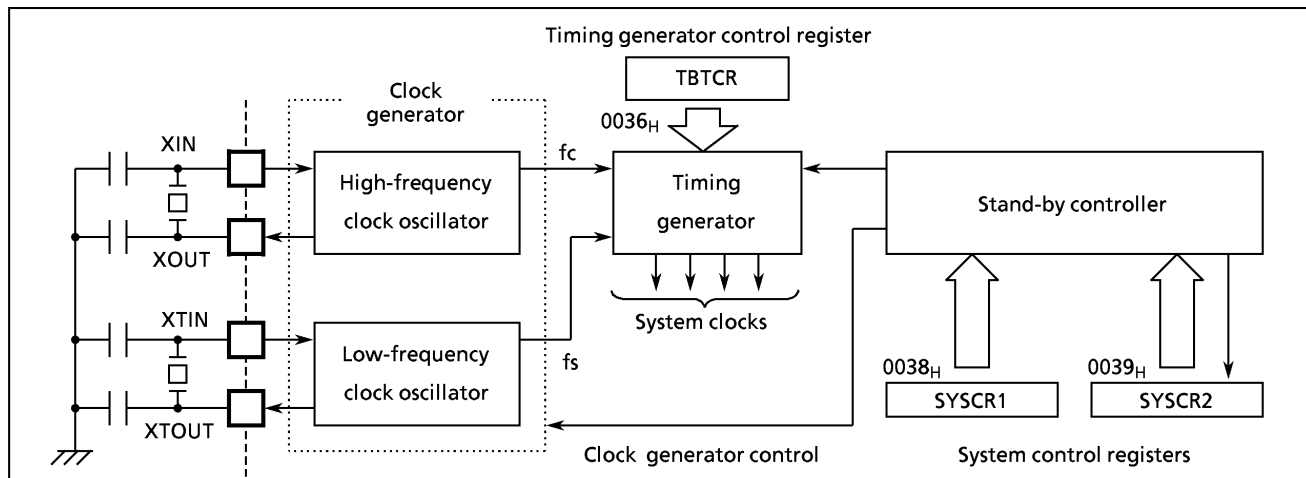 Timing generator control register
TBTCR
Clock
generator
0036H
XIN
fc
High-frequency
clock oscillator
Timing
generator
Stand-by controller
XOUT
XTIN
System clocks
Low-frequency
clock oscillator
fs
0038H
0039H
SYSCR1
SYSCR2
XTOUT
Clock generator control
System control registers